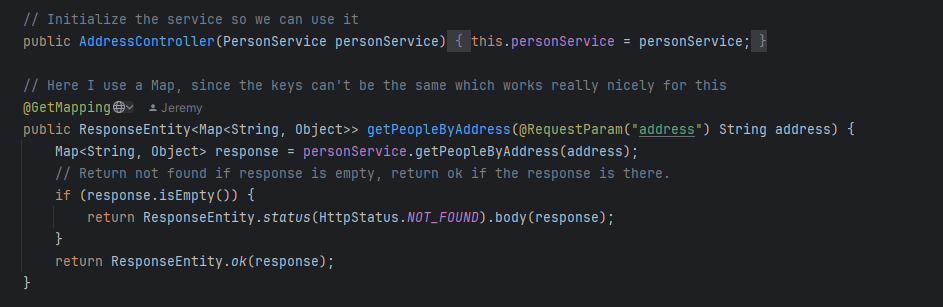 // Initialize the service so we can use it
public AddressController(PersonService personService) { this.personService = personService; }
// Here I use a Map, since the keys can't be the same which works really nicely for this
@GetMapping Jeremy
public ResponseEntity<Map<String, Object>> getPeopleByAddress(@RequestParam("address") String address) {
Map<String, Object> response = personService.getPeopleByAddress(address);
// Return not found if response is empty, return ok if the response is there.
if (response.isEmpty()) {
return ResponseEntity.status(HttpStatus.NOT_FOUND).body(response);
}
return ResponseEntity.ok(response);
}